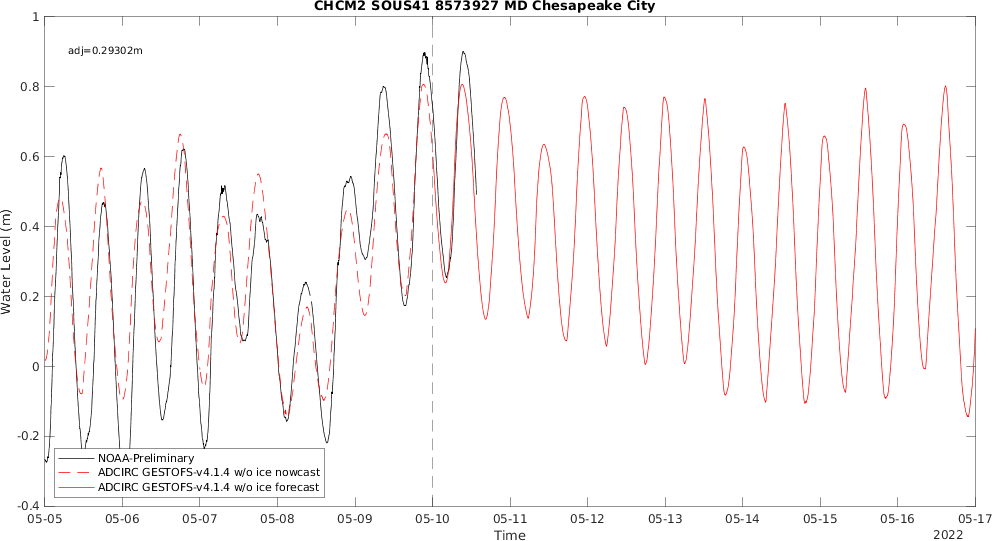 CHCM2 SOUS41 8573927 MD Chesapeake City
adj=0.29302m
Water Level (m)
1
0.8
0.6
0.4
0.2
0
-0.2
-0.4
NOAA-Preliminary
ADCIRC GESTOFS-v4.1.4 w/o ice nowcast
ADCIRC GESTOFS-v4.1.4 w/o ice forecast
05-05 05-06 05-07 05-08 05-09 05-10 05-11 05-12 05-13 05-14 05-15 05-16 05-17
Time
2022